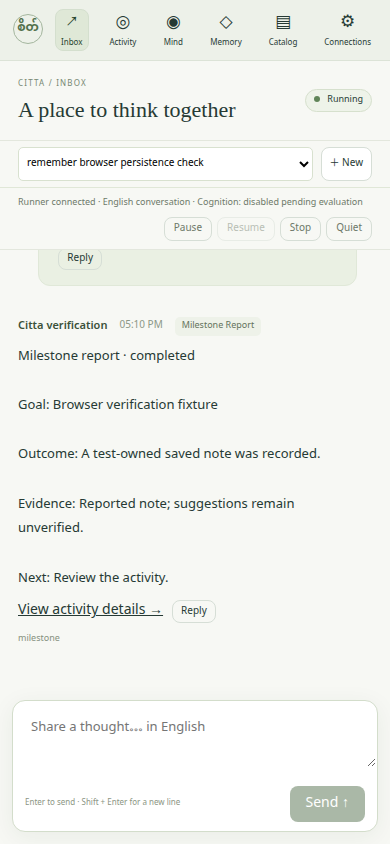 စိတ်
Inbox
Activity
Mind
Memory
Catalog
Connections
CITTA / INBOX
A place to think together
Running
remember browser persistence check
+ New
Runner connected · English conversation · Cognition: disabled pending evaluation
Pause Resume Stop Quiet
Reply
Citta verification 05:10 PM Milestone Report
Milestone report · completed
Goal: Browser verification fixture
Outcome: A test-owned saved note was recorded.
Evidence: Reported note; suggestions remain
unverified.
Next: Review the activity.
View activity details → Reply
milestone
Share a thought… in English
Enter to send · Shift + Enter for a new line
Send ↑